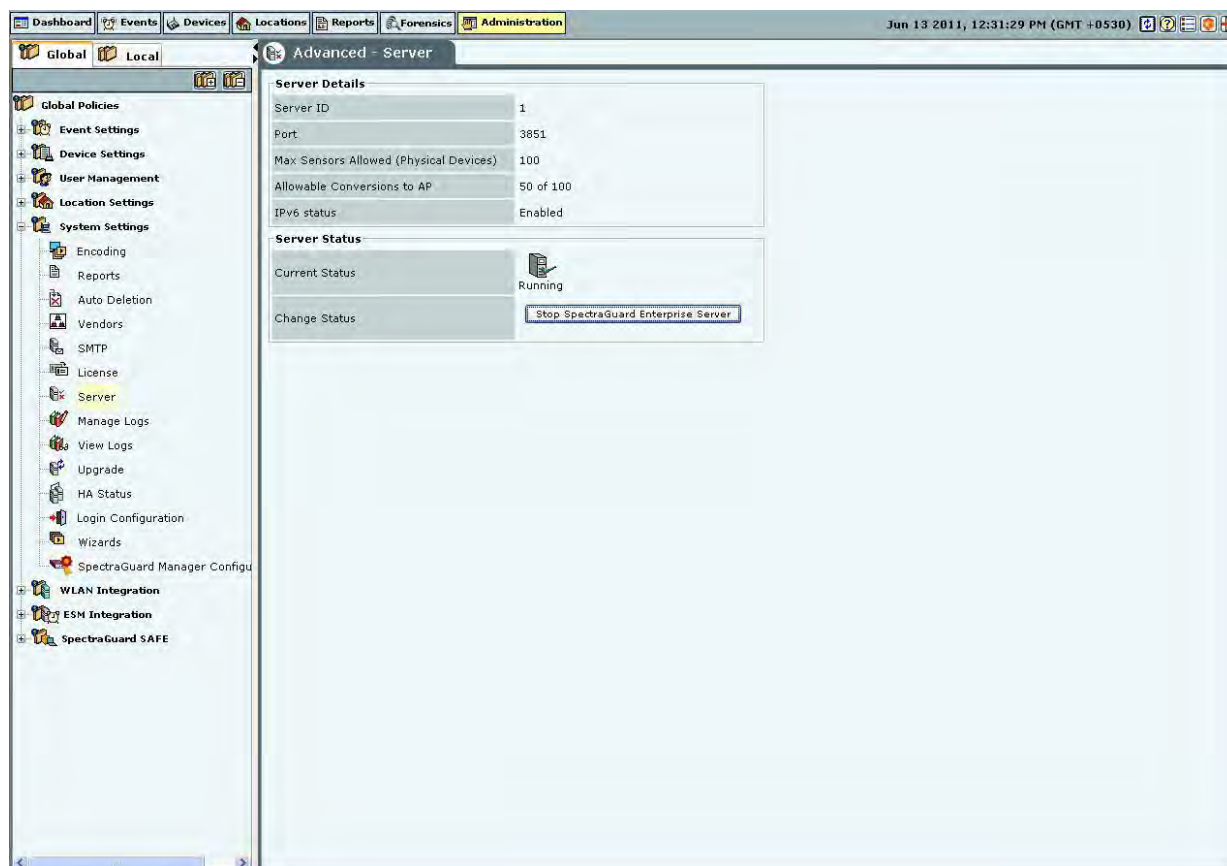 Dashboard Events Devices Locations Reports Forensics Administration Jun 13 2011, 12:31:29 PM (GMT +0530)
Global Local
Global Policies
Event Settings
Device Settings
User Management
Location Settings
System Settings
Encoding
Reports
Auto Deletion
Vendors
SMTP
License
Server
Manage Logs
View Logs
Upgrade
HA Status
Login Configuration
Wizards
SpectraGuard Manager Configu
WLAN Integration
ESM Integration
SpectraGuard SAFE
Advanced - Server
Server Details
Server ID 1
Port 3851
Max Sensors Allowed (Physical Devices) 100
Allowable Conversions to AP 50 of 100
IPv6 status Enabled
Server Status
Current Status Running
Change Status Stop SpectraGuard Enterprise Server